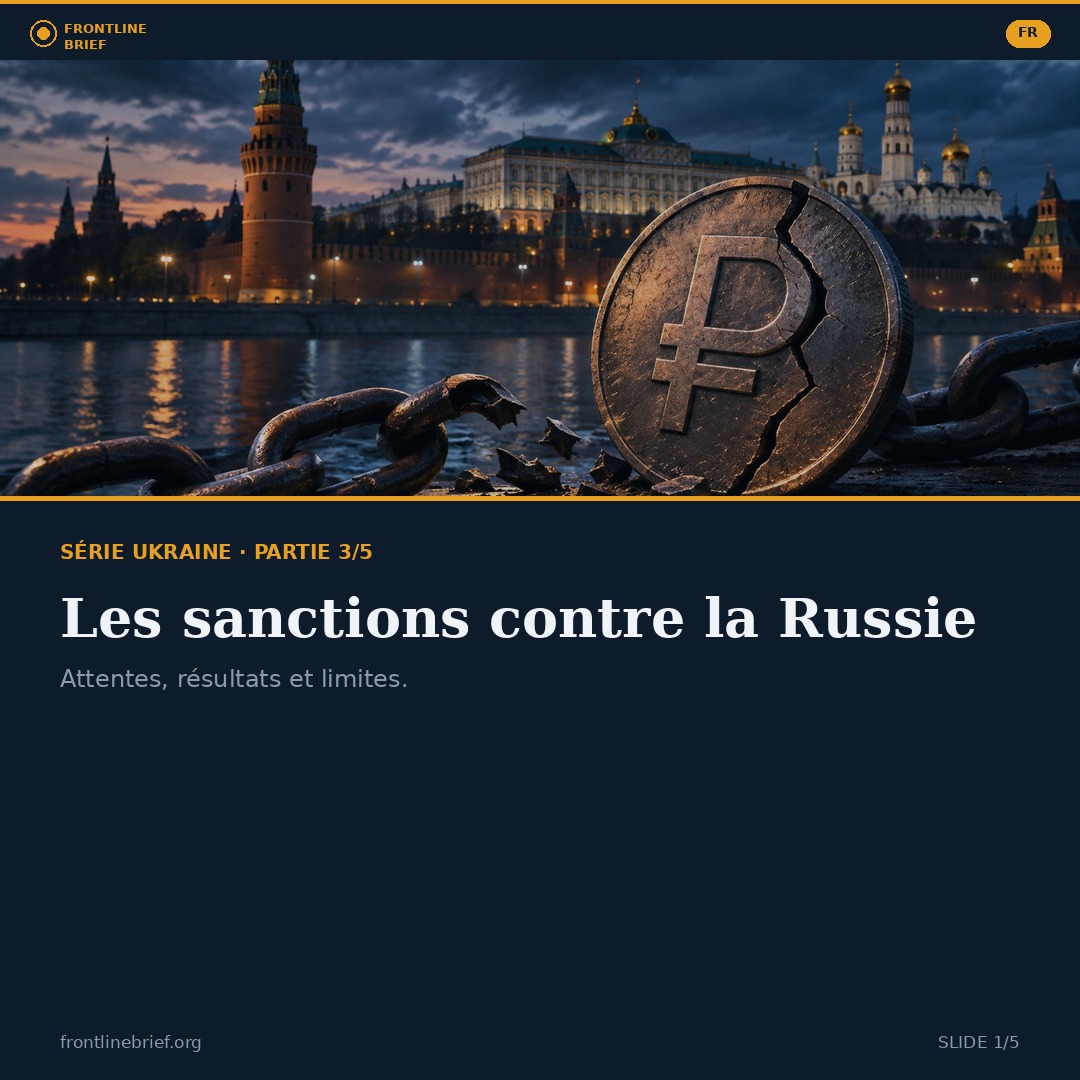 FRONTLINE
BRIEF
FR
SÉRIE UKRAINE · PARTIE 3/5
Les sanctions contre la Russie
Attentes, résultats et limites.
frontlinebrief.org
SLIDE 1/5